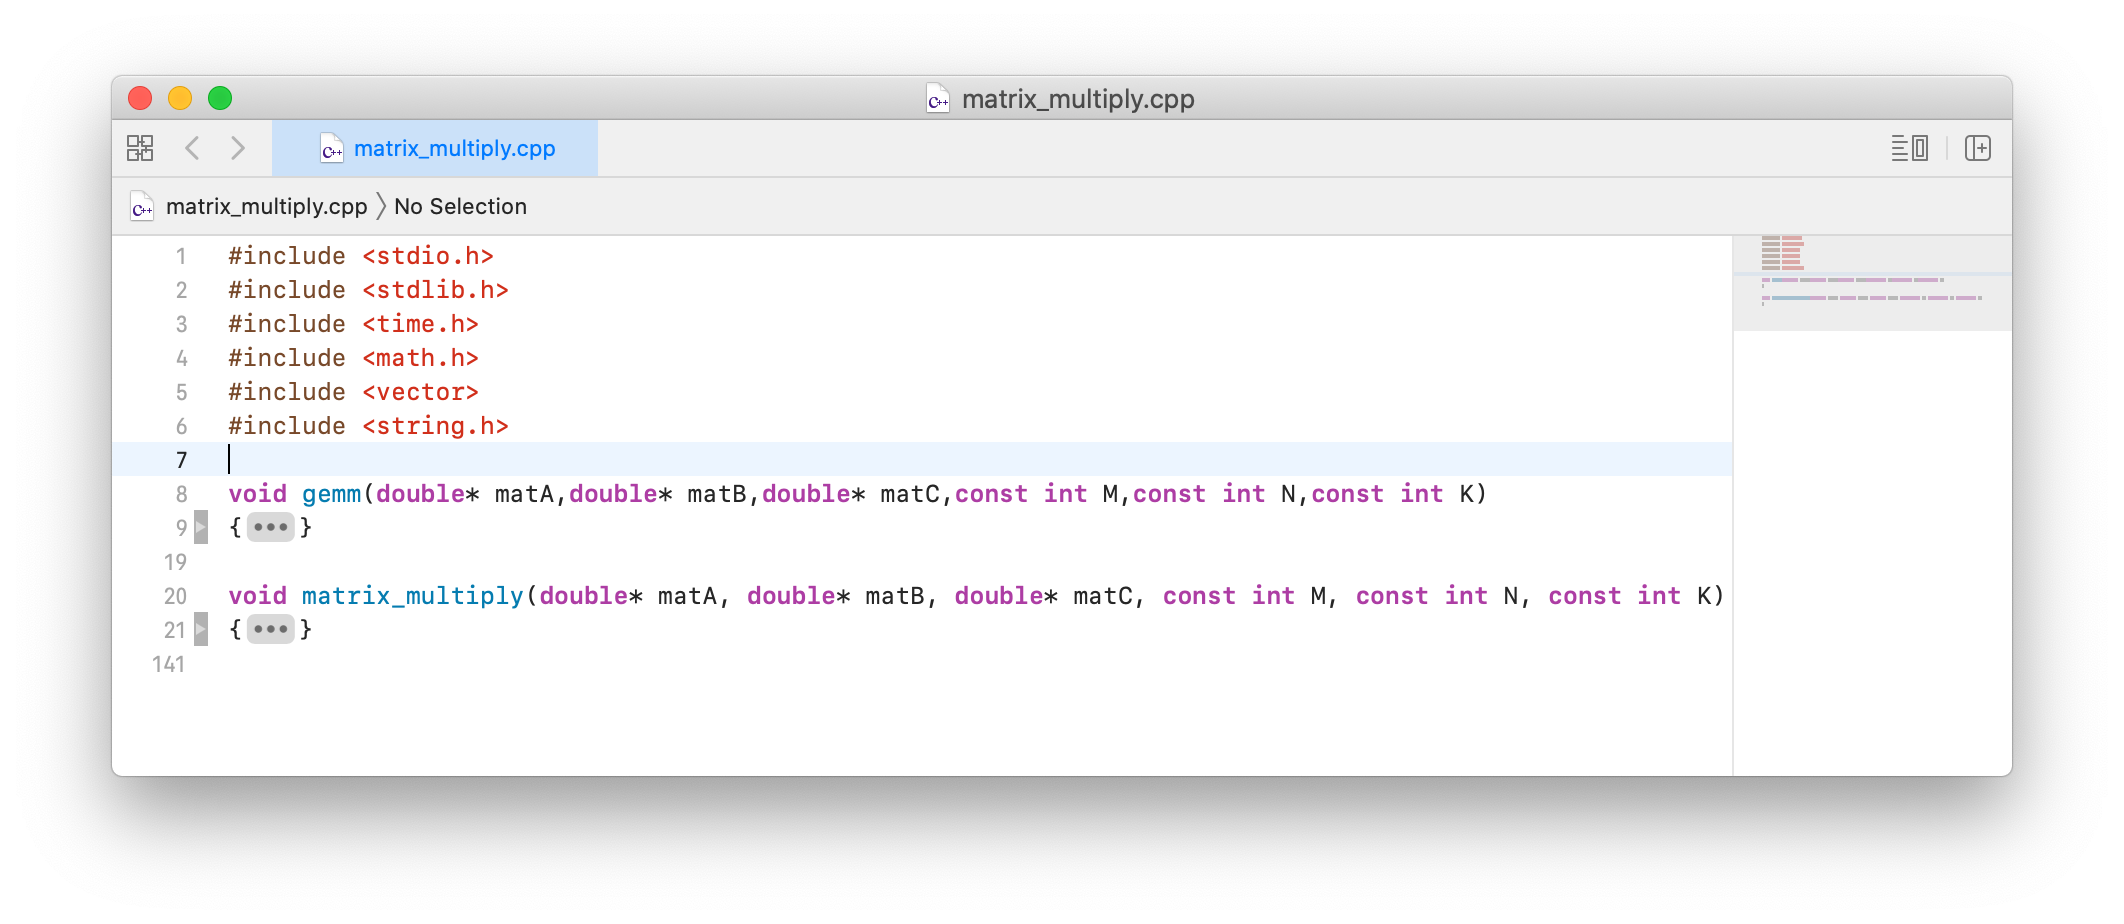 matrix_multiply.cpp
matrix_multiply.cpp
matrix_multiply.cpp No Selection
1 #include <stdio.h>
2 #include <stdlib.h>
3 #include <time.h>
4 #include <math.h>
5 #include <vector>
6 #include <string.h>
7
8 void gemm(double* matA,double* matB,double* matC,const int M,const int N,const int K)
9 {•••}
19
20 void matrix_multiply(double* matA, double* matB, double* matC, const int M, const int N, const int K)
21 {•••}
141